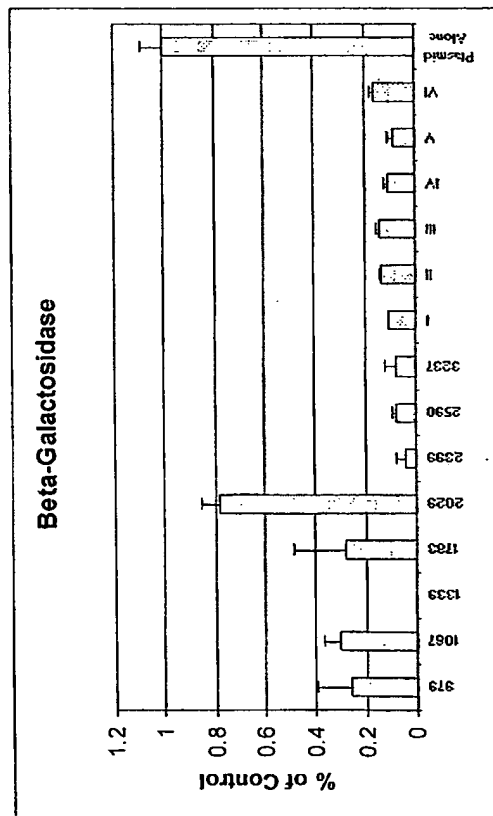 Beta-Galactosidase
% of Control
1.2
1
0.8
0.6
0.4
0.2
0
979
1067
1339
1783
2029
2399
2590
3237
I
II
III
IV
V
VI
Plasmid
Alone